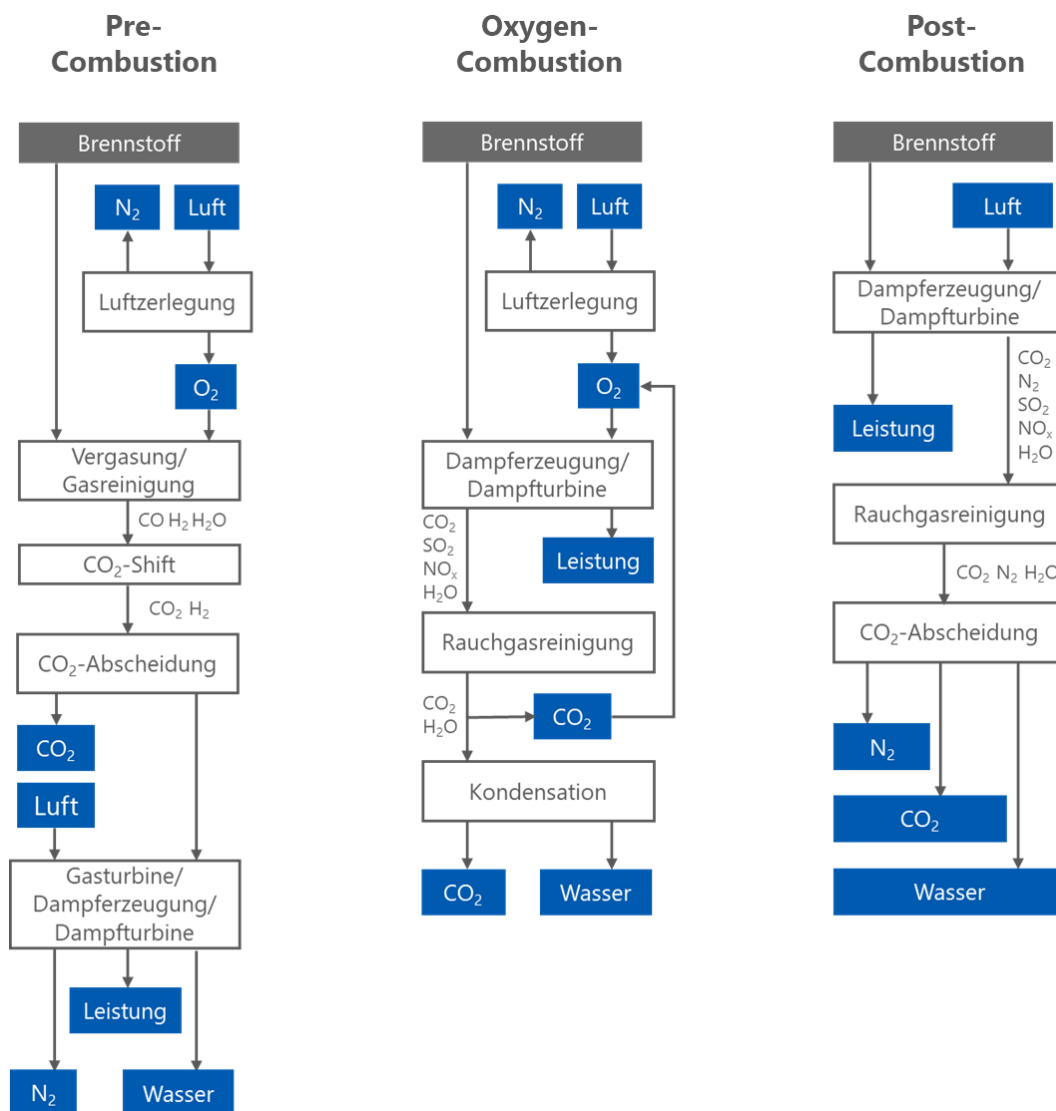 Pre-
Combustion
Brennstoff
N₂
Luft
Luftzerlegung
O₂
Vergasung/
Gasreinigung
CO H₂ H₂O
CO₂-Shift
CO₂ H₂
CO₂-Abscheidung
CO₂
Luft
Gasturbine/
Dampferzeugung/
Dampfturbine
Leistung
N₂
Wasser
Oxygen-
Combustion
Brennstoff
N₂
Luft
Luftzerlegung
O₂
Dampferzeugung/
Dampfturbine
CO₂
SO₂
NOₓ
H₂O
Leistung
Rauchgasreinigung
CO₂
H₂O
CO₂
Kondensation
CO₂
Wasser
Post-
Combustion
Brennstoff
Luft
Dampferzeugung/
Dampfturbine
CO₂
N₂
SO₂
NOₓ
H₂O
Leistung
Rauchgasreinigung
CO₂ N₂ H₂O
CO₂-Abscheidung
N₂
CO₂
Wasser